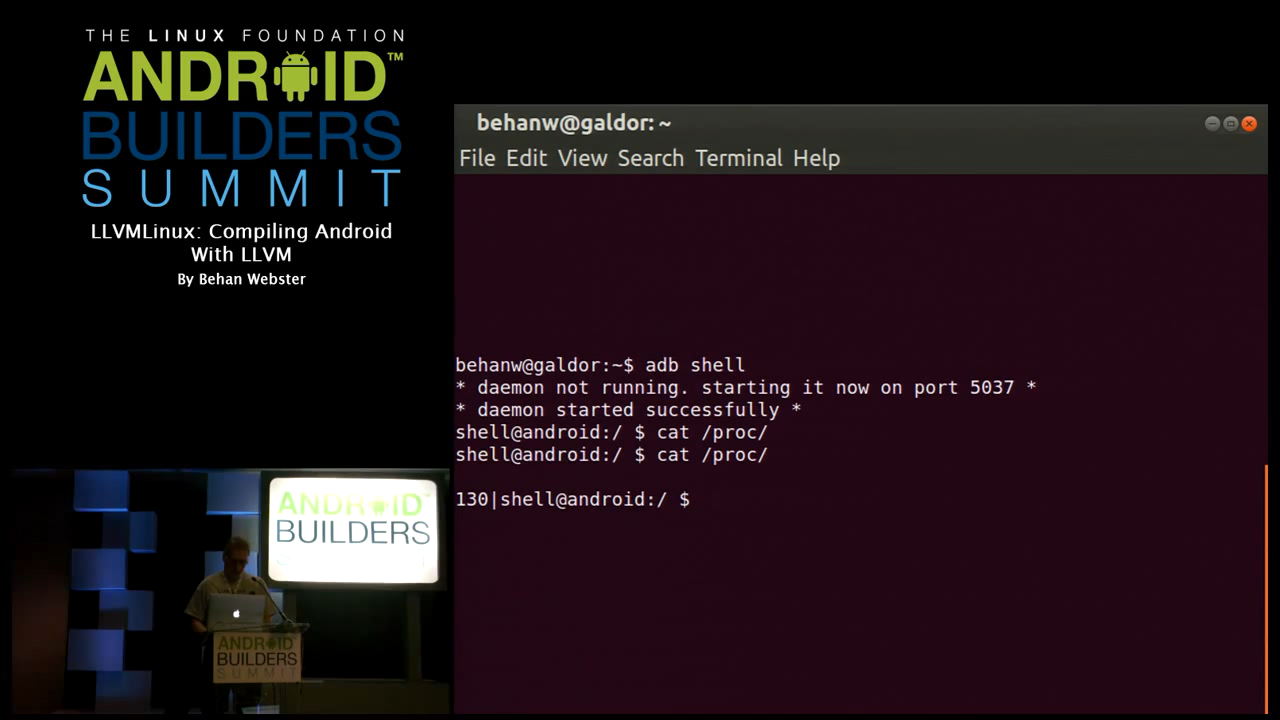 THE LINUX FOUNDATION
ANDROID™
BUILDERS
SUMMIT
LLVMLinux: Compiling Android
With LLVM
By Behan Webster
behanw@galdor: ~
File Edit View Search Terminal Help
behanw@galdor:~$ adb shell
* daemon not running. starting it now on port 5037 *
* daemon started successfully *
shell@android:/ $ cat /proc/
shell@android:/ $ cat /proc/
130|shell@android:/ $
ANDROID™
BUILDERS
ANDROID
BUILDERS
SUMMIT